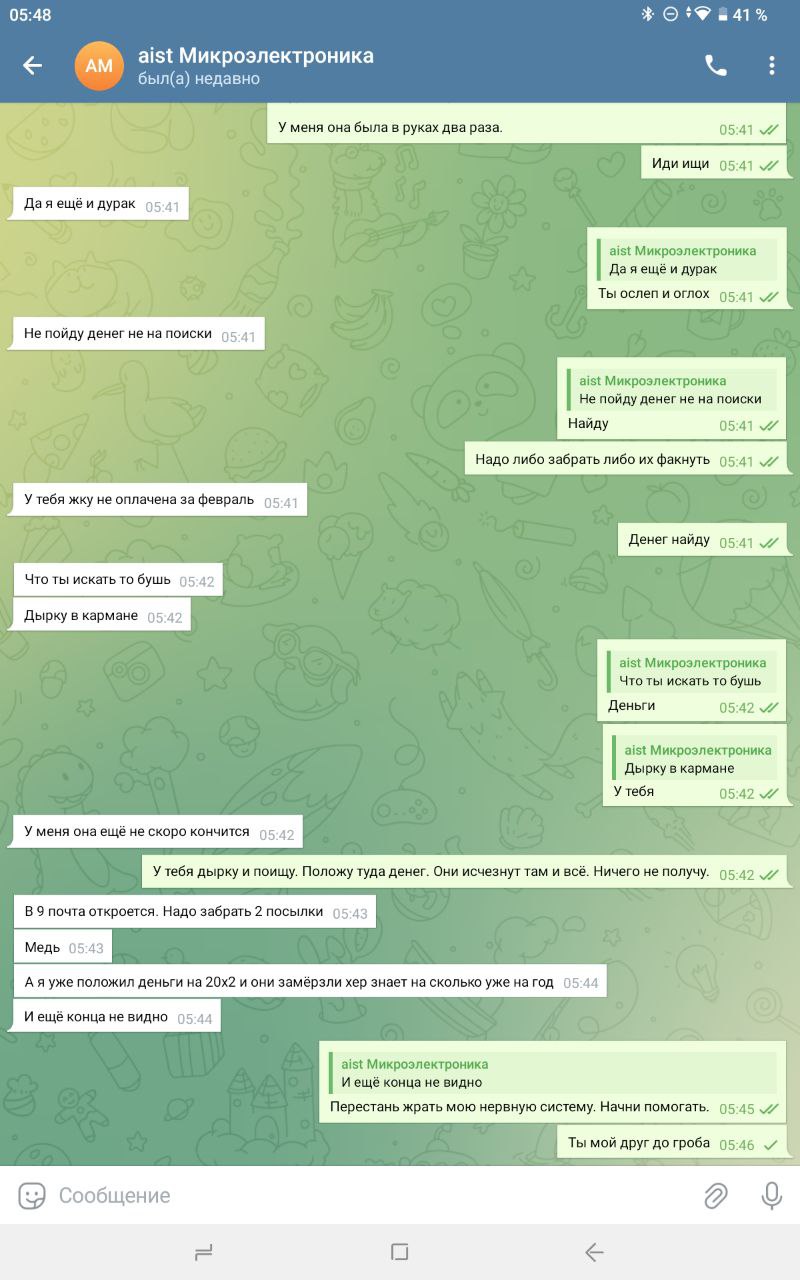 05:48
41 %
AM
aist Микроэлектроника
был(а) недавно
У меня она была в руках два раза.
05:41
Иди ищи 05:41
Да я ещё и дурак 05:41
aist Микроэлектроника
Да я ещё и дурак
Ты ослеп и оглох 05:41
Не пойду денег не на поиски 05:41
aist Микроэлектроника
Не пойду денег не на поиски
Найду 05:41
Надо либо забрать либо их факнуть 05:41
У тебя жку не оплачена за февраль 05:41
Денег найду 05:41
Что ты искать то бушь 05:42
Дырку в кармане 05:42
aist Микроэлектроника
Что ты искать то бушь
Деньги 05:42
aist Микроэлектроника
Дырку в кармане
У тебя 05:42
У меня она ещё не скоро кончится 05:42
У тебя дырку и поищу. Положу туда денег. Они исчезнут там и всё. Ничего не получу. 05:42
В 9 почта откроется. Надо забрать 2 посылки 05:43
Медь 05:43
А я уже положил деньги на 20х2 и они замёрзли хер знает на сколько уже на год 05:44
И ещё конца не видно 05:44
aist Микроэлектроника
И ещё конца не видно
Перестань жрать мою нервную систему. Начни помогать. 05:45
Ты мой друг до гроба 05:46
Сообщение